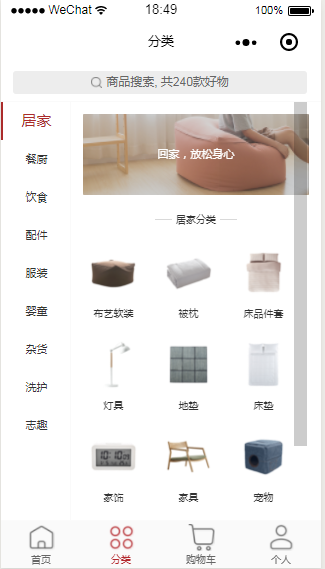 WeChat 18:49 100%
分类
商品搜索, 共240款好物
居家
餐厨
饮食
配件
服装
婴童
杂货
洗护
志趣
回家，放松身心
居家分类
布艺软装 被枕 床品件套
灯具 地垫 床垫
家饰 家具 宠物
首页 分类 购物车 个人